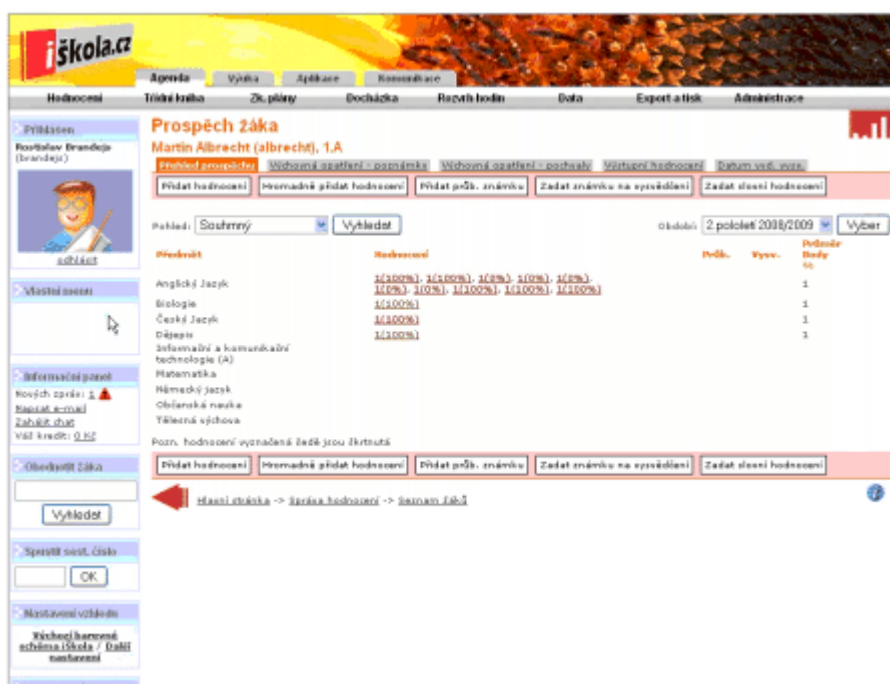 iškola.cz
Agenda Výuka Aplikace Komunikace
Hodnocení Třídní kniha Zk. plány Docházka Rozvrh hodin Data Export a tisk Administrace
Přihlášen
Rostislav Brandejs
(brandejs)
odhlásit
Vlastní menu
Informační panel
Nových zpráv: 1
Napsat e-mail
Zahájit chat
Váš kredit: 0 Kč
Ohodnotit žáka
Vyhledat
Spustit sest. číslo
OK
Nastavení vzhledu
Výchozí barevné
schéma iŠkola / Další
nastavení
Prospěch žáka
Martin Albrecht (albrecht), 1.A
Přehled prospěchu Výchovná opatření - poznámky Výchovná opatření - pochvaly Výstupní hodnocení Datum vyd. vysv.
Přidat hodnocení Hromadně přidat hodnocení Přidat průb. známku Zadat známku na vysvědčení Zadat slovní hodnocení
Pohled: Souhrnný Vyhledat Období: 2.pololetí 2008/2009 Vyber
Předmět Hodnocení Průb. Vysv. Průměr
Body
%
Anglický Jazyk 1(100%), 1(100%), 1(0%), 1(0%), 1(0%),
1(0%), 1(0%), 1(100%), 1(100%), 1(100%) 1
Biologie 1(100%) 1
Český Jazyk 1(100%) 1
Dějepis 1(100%) 1
Informační a komunikační
technologie (A)
Matematika
Německý jazyk
Občanská nauka
Tělesná výchova
Pozn. hodnocení vyznačená šedě jsou škrtnutá
Přidat hodnocení Hromadně přidat hodnocení Přidat průb. známku Zadat známku na vysvědčení Zadat slovní hodnocení
Hlavní stránka -> Správa hodnocení -> Seznam žáků